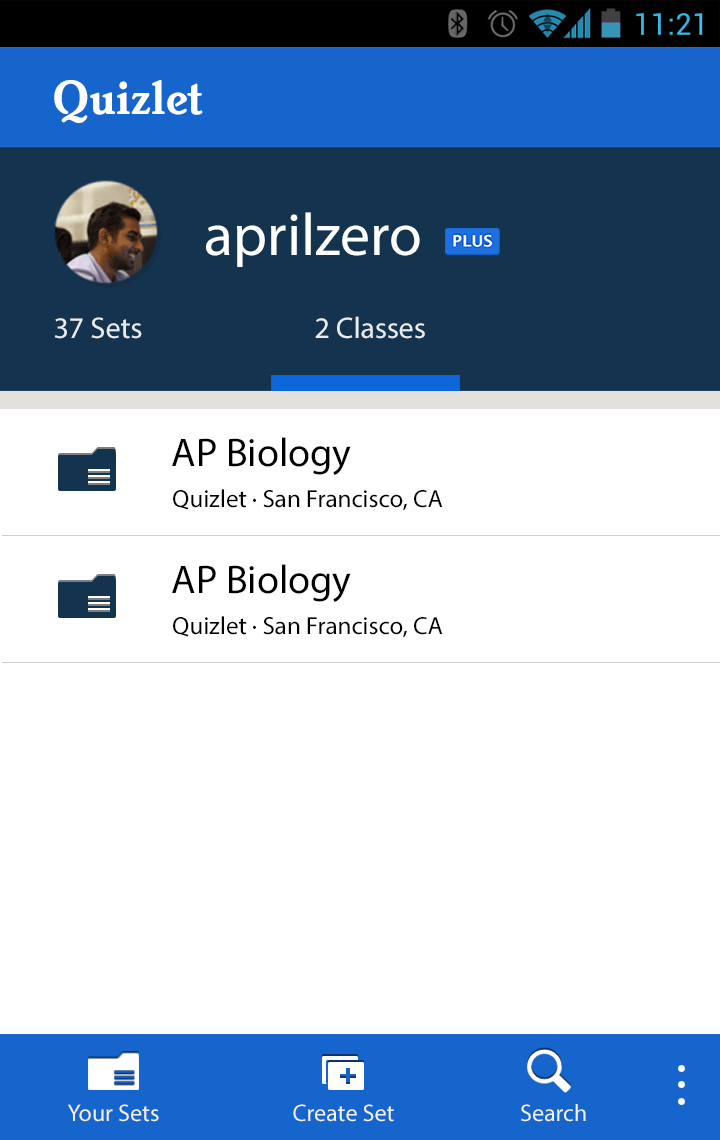 11:21
Quizlet
aprilzero PLUS
37 Sets 2 Classes
AP Biology
Quizlet · San Francisco, CA
AP Biology
Quizlet · San Francisco, CA
Your Sets Create Set Search